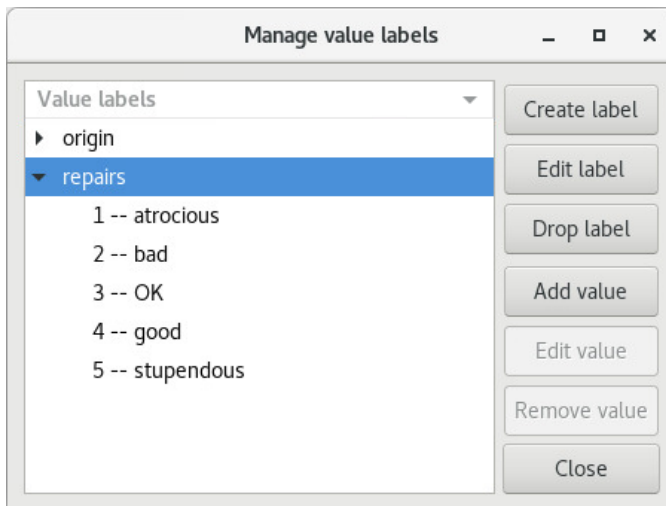 Manage value labels
Value labels
origin
repairs
1 -- atrocious
2 -- bad
3 -- OK
4 -- good
5 -- stupendous
Create label
Edit label
Drop label
Add value
Edit value
Remove value
Close